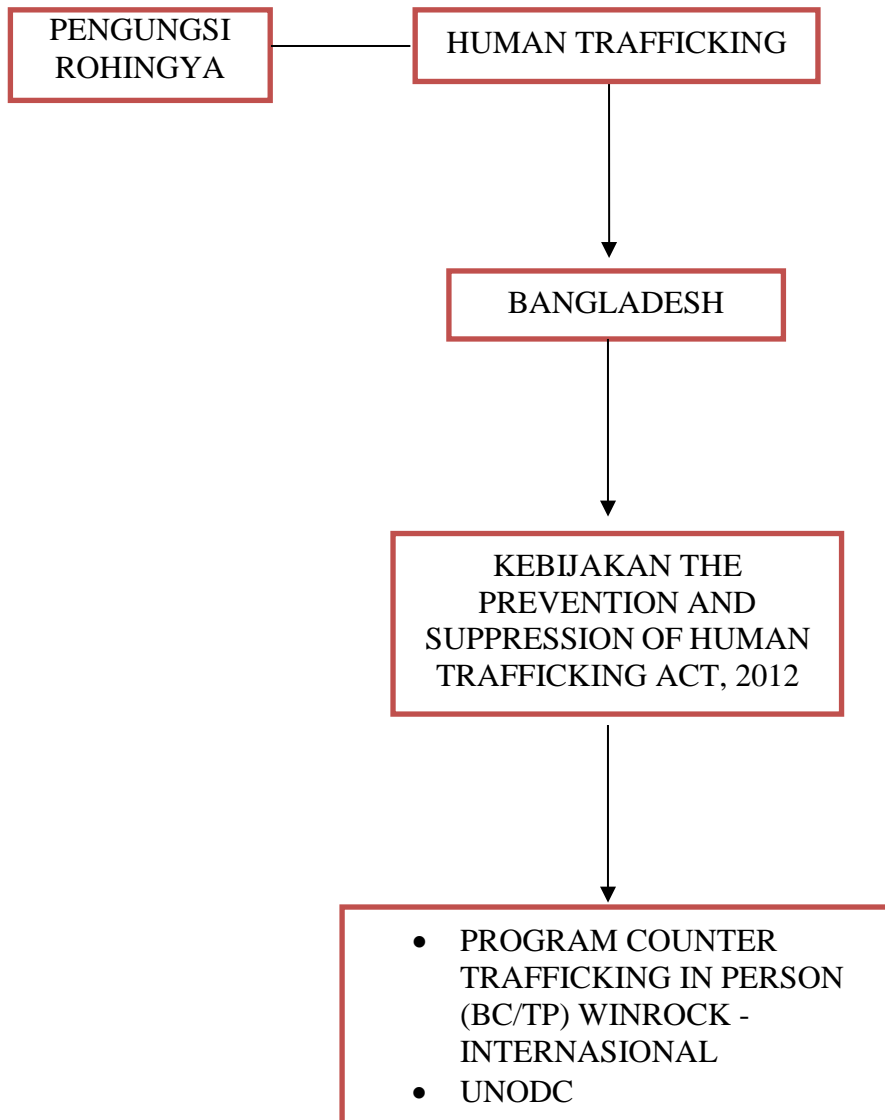 PENGUNGSI
ROHINGYA
HUMAN TRAFFICKING
BANGLADESH
KEBIJAKAN THE
PREVENTION AND
SUPPRESSION OF HUMAN
TRAFFICKING ACT, 2012
• PROGRAM COUNTER
TRAFFICKING IN PERSON
(BC/TP) WINROCK -
INTERNASIONAL
• UNODC